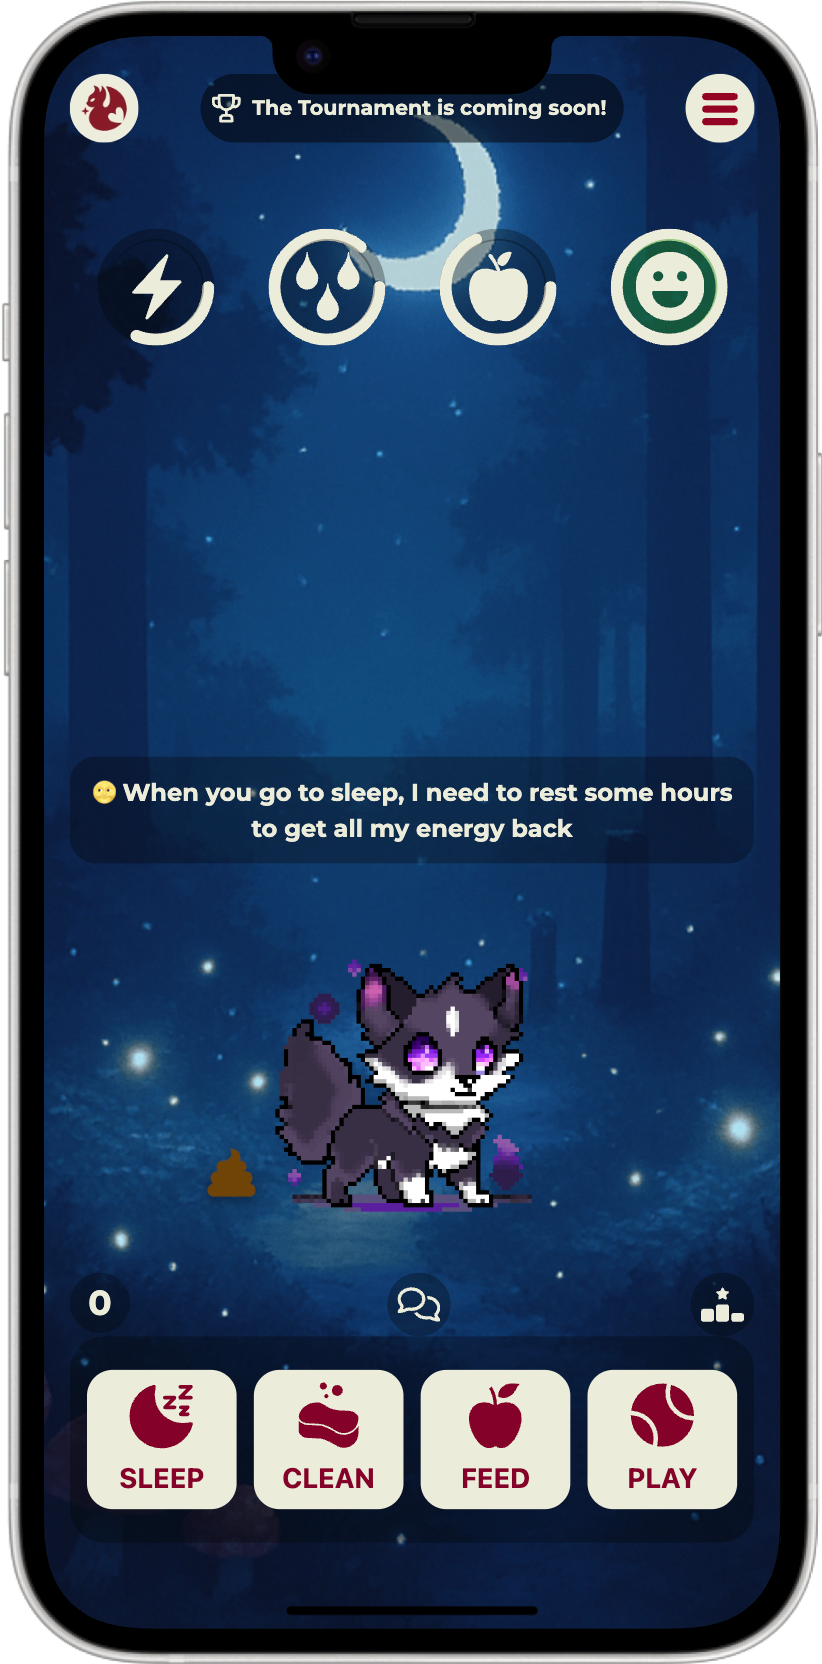 The Tournament is coming soon!
When you go to sleep, I need to rest some hours
to get all my energy back
0
zzz
SLEEP
CLEAN
FEED
PLAY